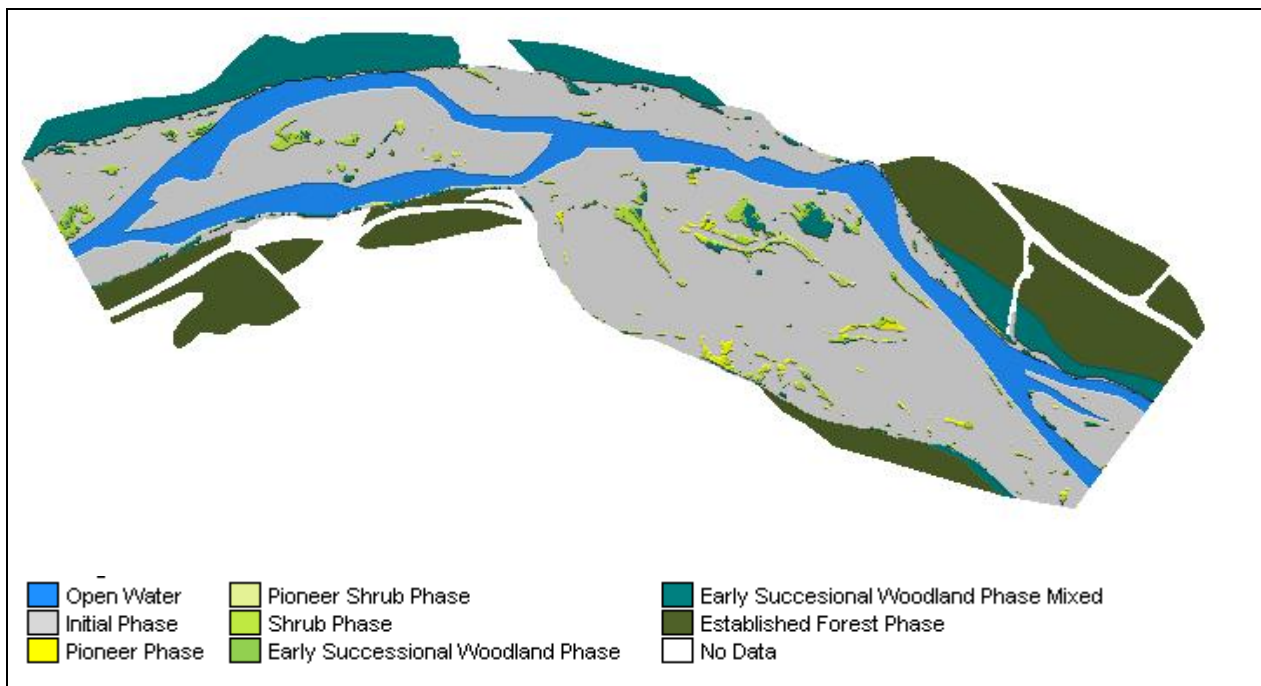 Open Water
Initial Phase
Pioneer Phase
Pioneer Shrub Phase
Shrub Phase
Early Successional Woodland Phase
Early Succesional Woodland Phase Mixed
Established Forest Phase
No Data